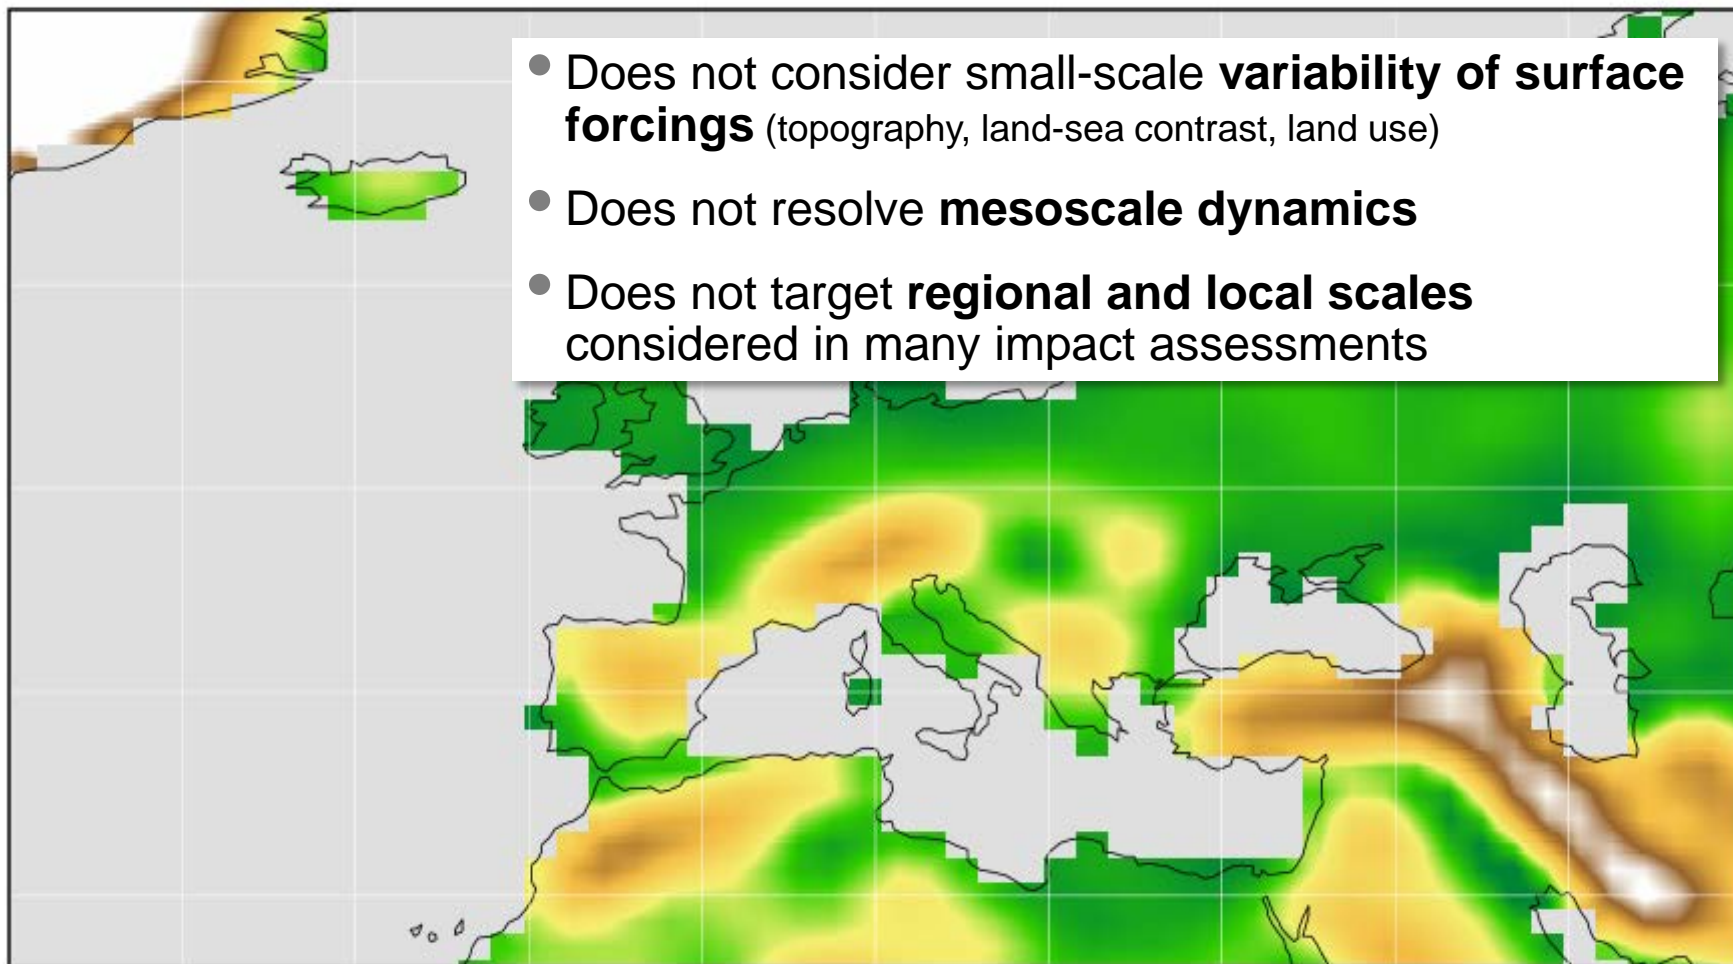 • Does not consider small-scale variability of surface
forcings (topography, land-sea contrast, land use)
• Does not resolve mesoscale dynamics
• Does not target regional and local scales
considered in many impact assessments